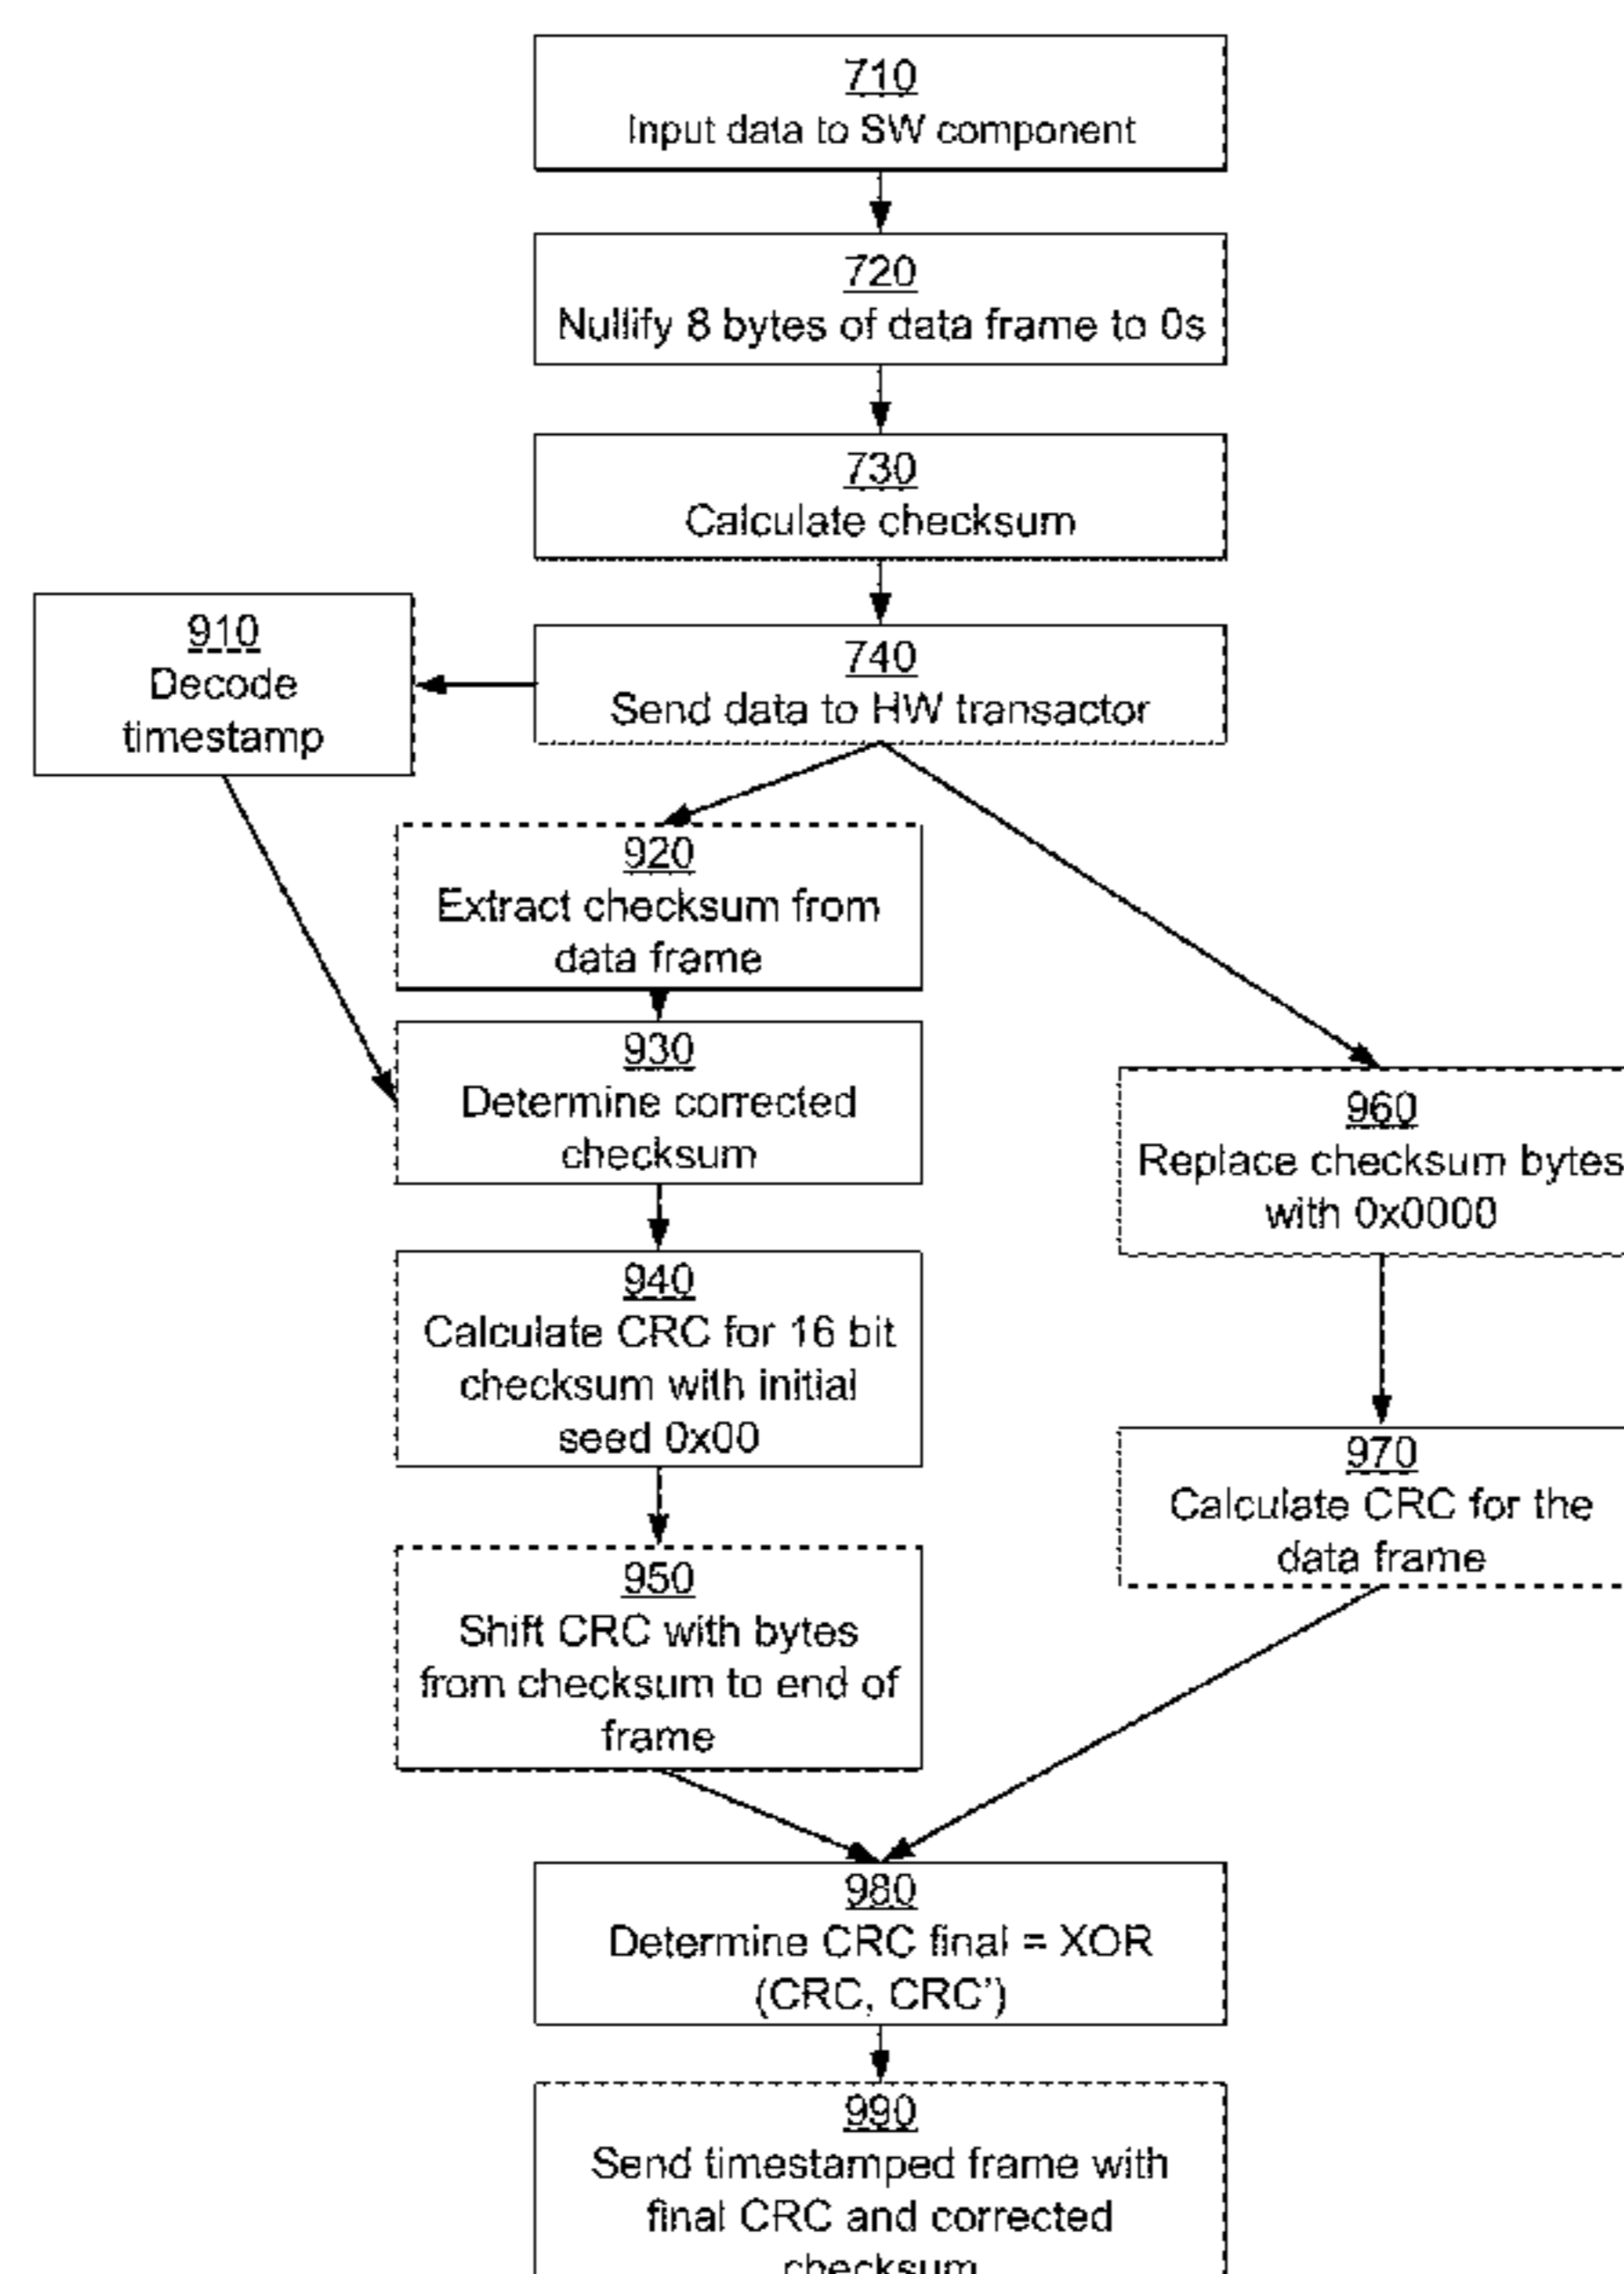 710
Input data to SW component
720
Nullify 8 bytes of data frame to 0s
730
Calculate checksum
910
Decode
timestamp
740
Send data to HW transactor
920
Extract checksum from
data frame
930
Determine corrected
checksum
960
Replace checksum bytes
with 0x0000
940
Calculate CRC for 16 bit
checksum with initial
seed 0x00
970
Calculate CRC for the
data frame
950
Shift CRC with bytes
from checksum to end of
frame
980
Determine CRC final = XOR
(CRC, CRC’)
990
Send timestamped frame with
final CRC and corrected
checksum